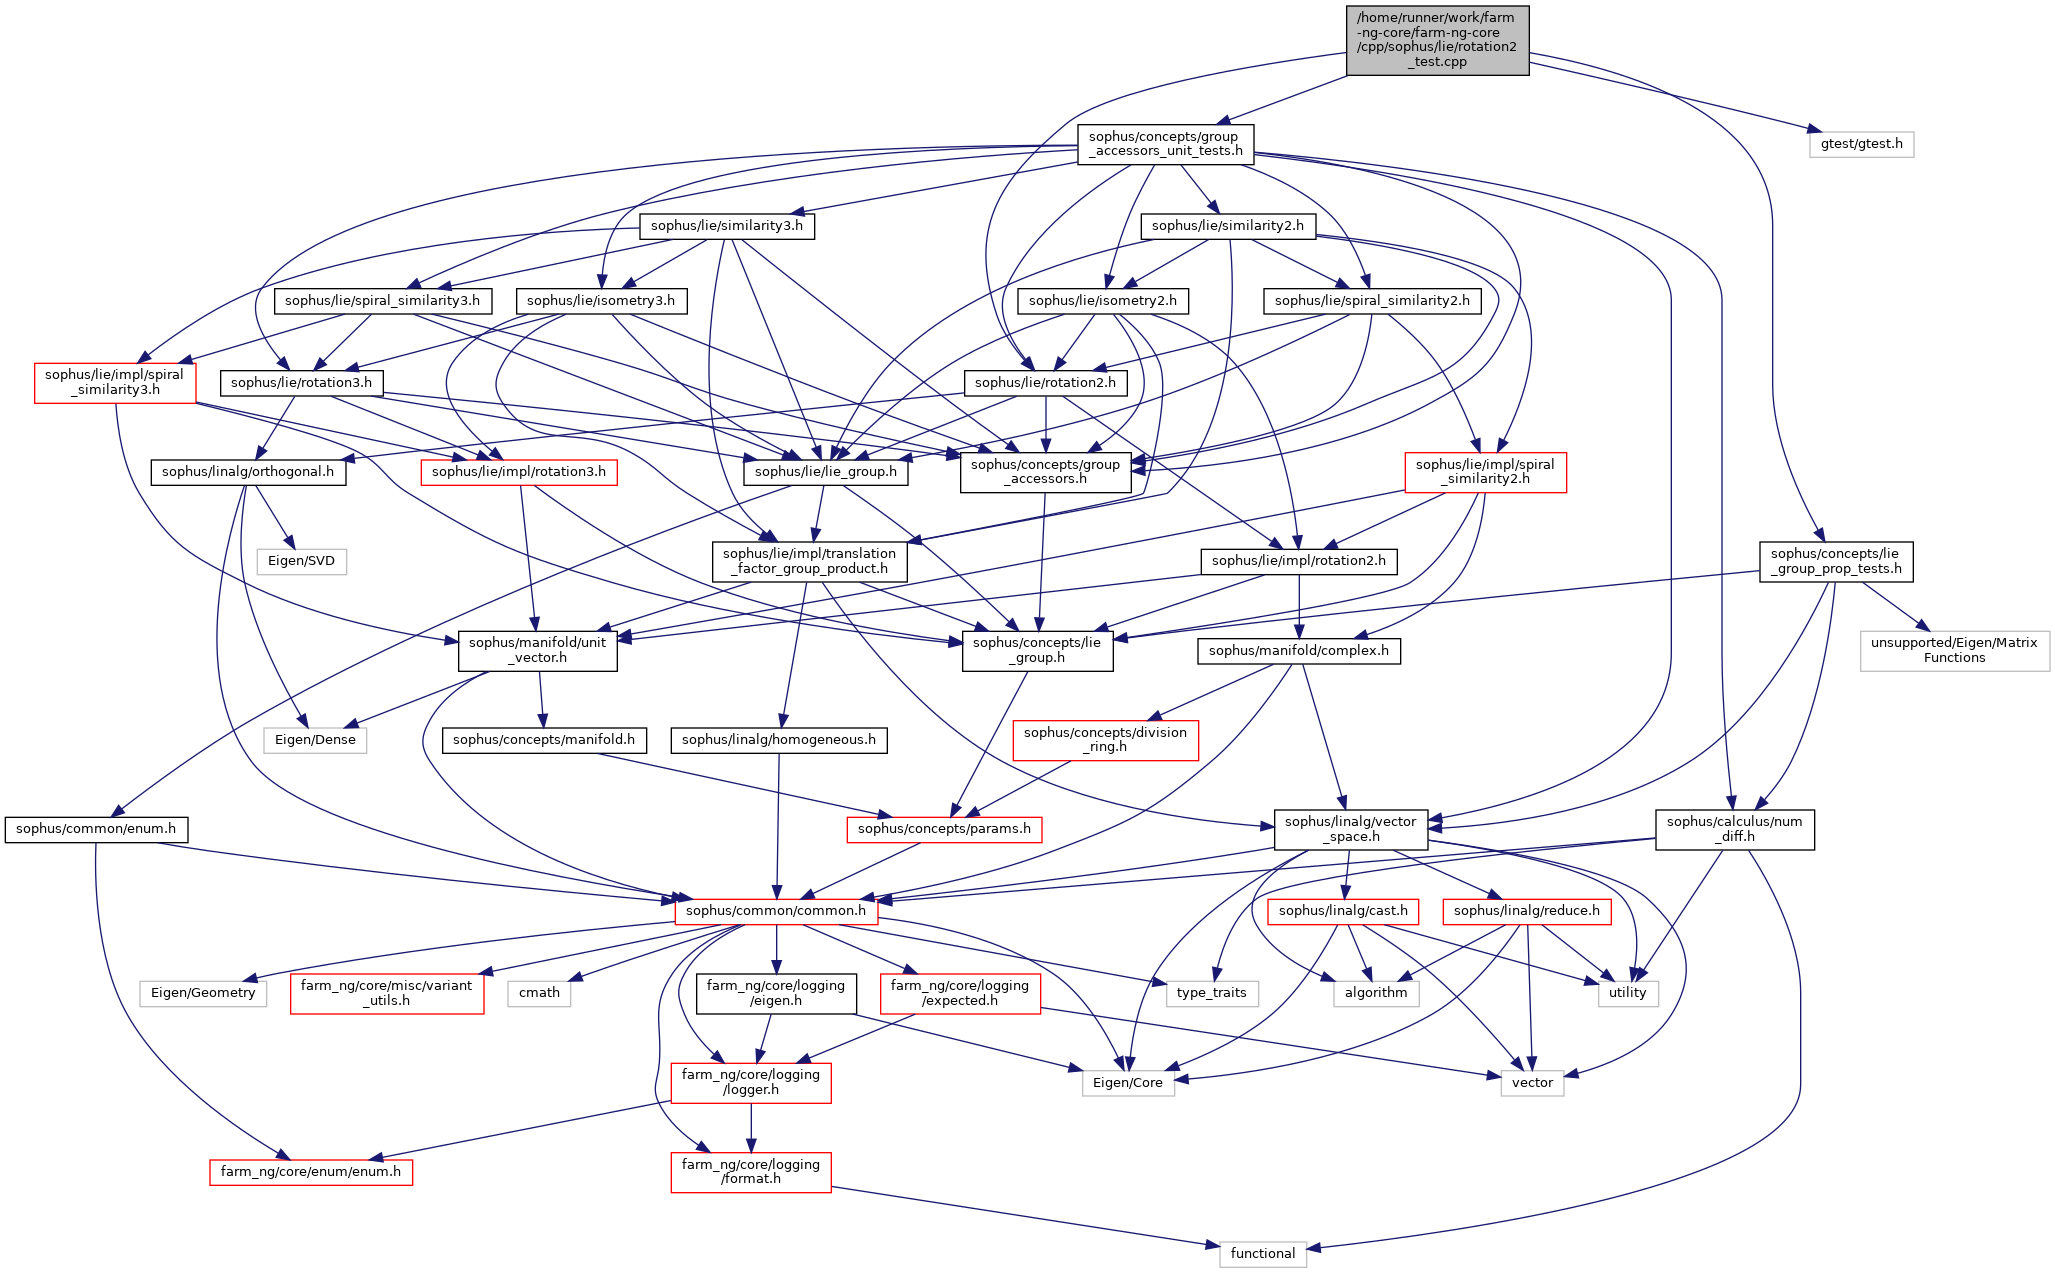 /home/runner/work/farm
-ng-core/farm-ng-core
/cpp/sophus/lie/rotation2
_test.cpp
sophus/concepts/group
_accessors_unit_tests.h
gtest/gtest.h
sophus/lie/similarity3.h
sophus/lie/similarity2.h
sophus/lie/spiral_similarity3.h
sophus/lie/isometry3.h
sophus/lie/isometry2.h
sophus/lie/spiral_similarity2.h
sophus/lie/impl/spiral
_similarity3.h
sophus/lie/rotation3.h
sophus/lie/rotation2.h
sophus/linalg/orthogonal.h
sophus/lie/impl/rotation3.h
sophus/lie/lie_group.h
sophus/concepts/group
_accessors.h
sophus/lie/impl/spiral
_similarity2.h
Eigen/SVD
sophus/lie/impl/translation
_factor_group_product.h
sophus/lie/impl/rotation2.h
sophus/concepts/lie
_group_prop_tests.h
sophus/manifold/unit
_vector.h
sophus/concepts/lie
_group.h
sophus/manifold/complex.h
unsupported/Eigen/Matrix
Functions
Eigen/Dense
sophus/concepts/manifold.h
sophus/linalg/homogeneous.h
sophus/concepts/division
_ring.h
sophus/common/enum.h
sophus/concepts/params.h
sophus/linalg/vector
_space.h
sophus/calculus/num
_diff.h
sophus/common/common.h
sophus/linalg/cast.h
sophus/linalg/reduce.h
Eigen/Geometry
farm_ng/core/misc/variant
_utils.h
cmath
farm_ng/core/logging
/eigen.h
farm_ng/core/logging
/expected.h
type_traits
algorithm
utility
farm_ng/core/logging
/logger.h
Eigen/Core
vector
farm_ng/core/enum/enum.h
farm_ng/core/logging
/format.h
functional